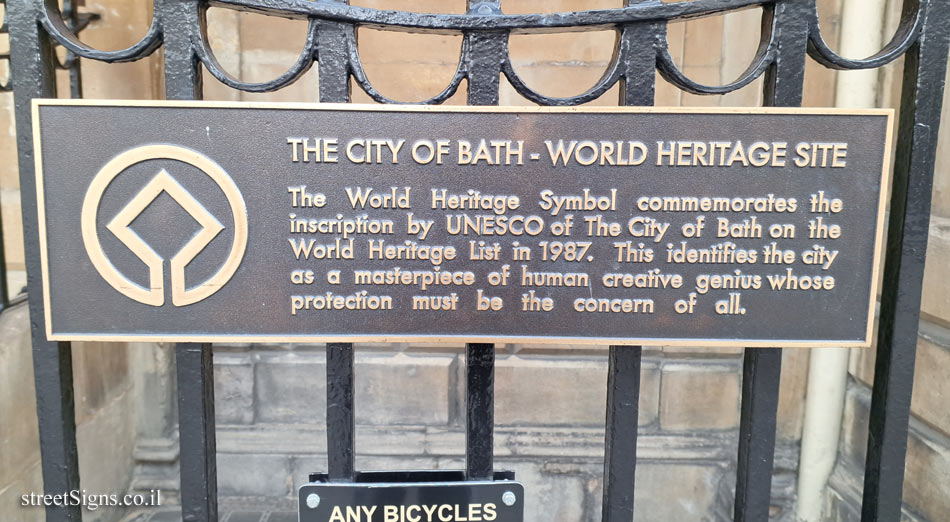 THE CITY OF BATH - WORLD HERITAGE SITE
The World Heritage Symbol commemorates the
inscription by UNESCO of The City of Bath on the
World Heritage List in 1987. This identifies the city
as a masterpiece of human creative genius whose
protection must be the concern of all.
streetSigns.co.il
ANY BICYCLES